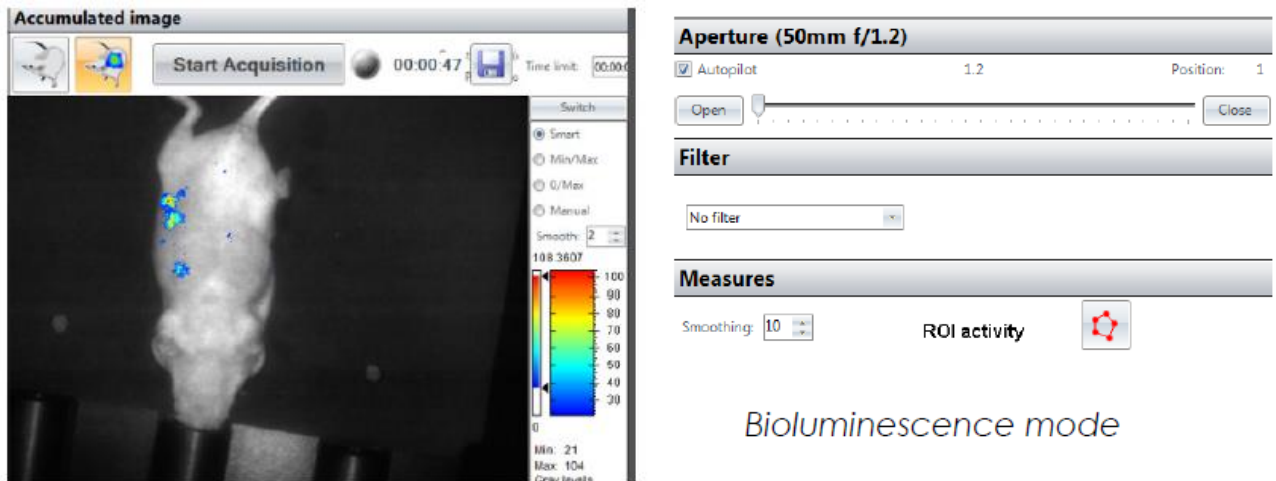 Accumulated image
Start Acquisition
00:00:47
Time limit:
Switch
Smart
Min/Max
0/Max
Manual
Smooth: 2
108.3607
100
90
80
70
60
50
40
30
0
Min: 21
Max: 104
Gray levels
Aperture (50mm f/1.2)
Autopilot 1.2 Position: 1
Open Close
Filter
No filter
Measures
Smoothing: 10 ROI activity
Bioluminescence mode